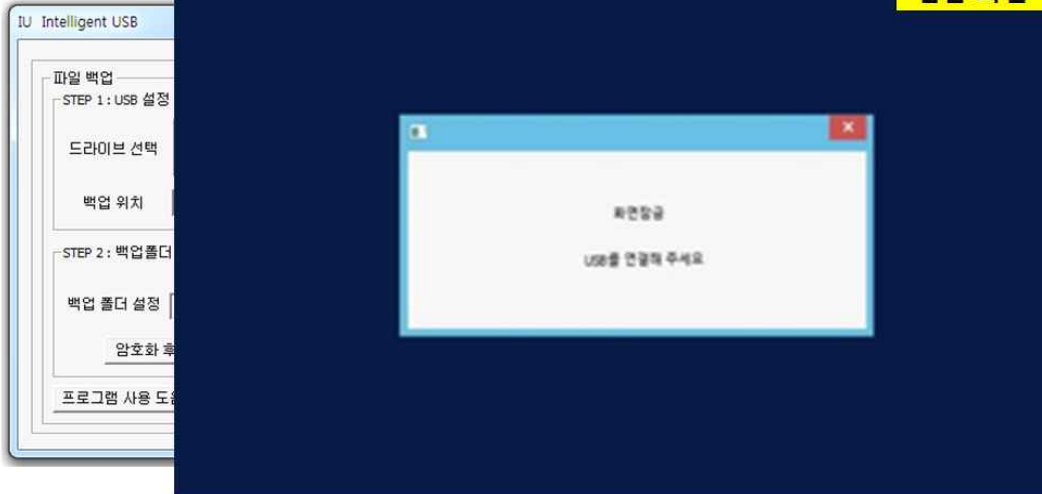 IU Intelligent USB
파일 백업
STEP 1 : USB 설정
드라이브 선택
백업 위치
STEP 2 : 백업폴더
백업 폴더 설정
암호화 후
프로그램 사용
화면잠금
USB를 연결해 주세요